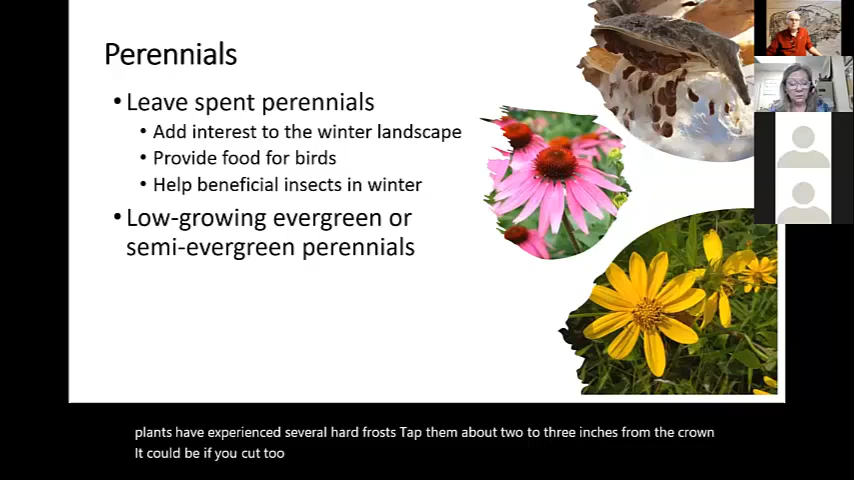 Perennials
• Leave spent perennials
• Add interest to the winter landscape
• Provide food for birds
• Help beneficial insects in winter
• Low-growing evergreen or
semi-evergreen perennials
plants have experienced several hard frosts Tap them about two to three inches from the crown
It could be if you cut too